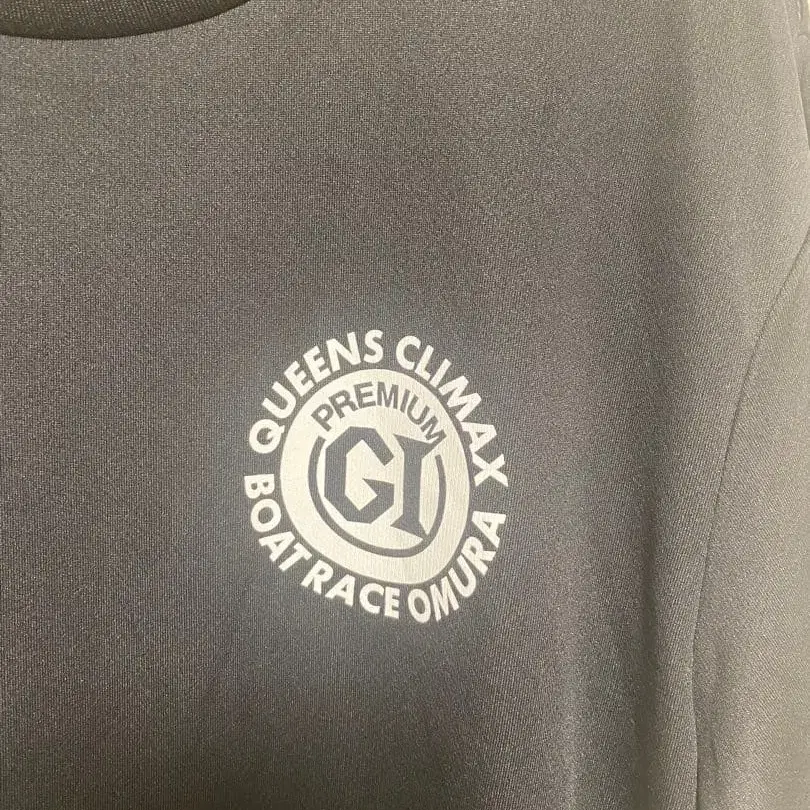 QUEENS CLIMAX
PREMIUM
GI
BOAT RACE OMURA